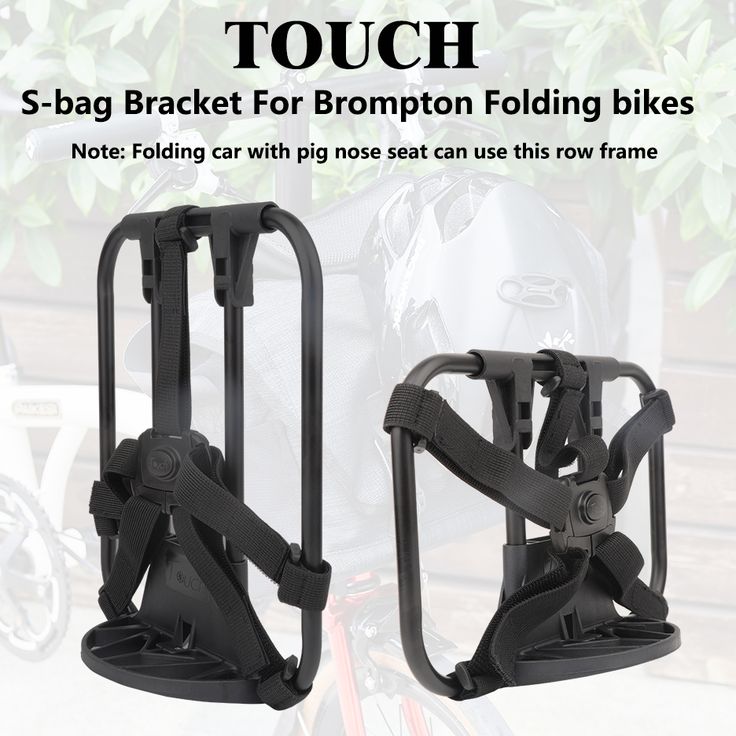 TOUCH
S-bag Bracket For Brompton Folding bikes
Note: Folding car with pig nose seat can use this row frame
TOUCH